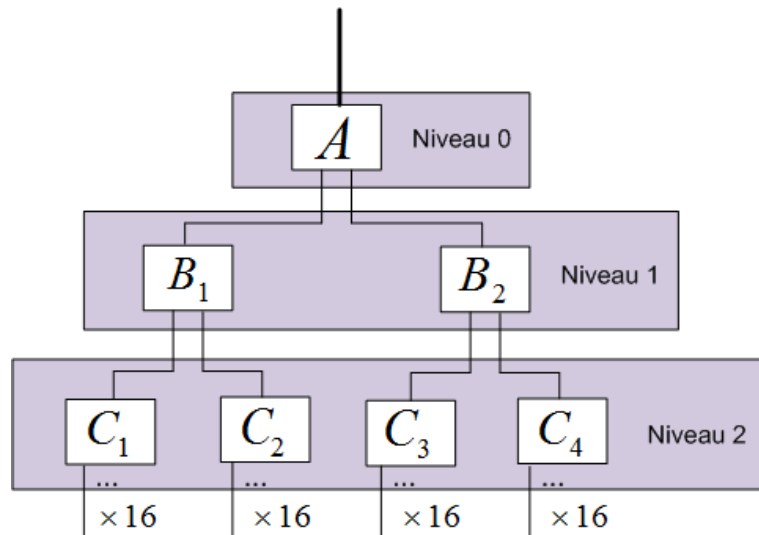 A Niveau 0
B₁ B₂ Niveau 1
C₁ C₂ C₃ C₄ Niveau 2
... ... ... ...
× 16 × 16 × 16 × 16